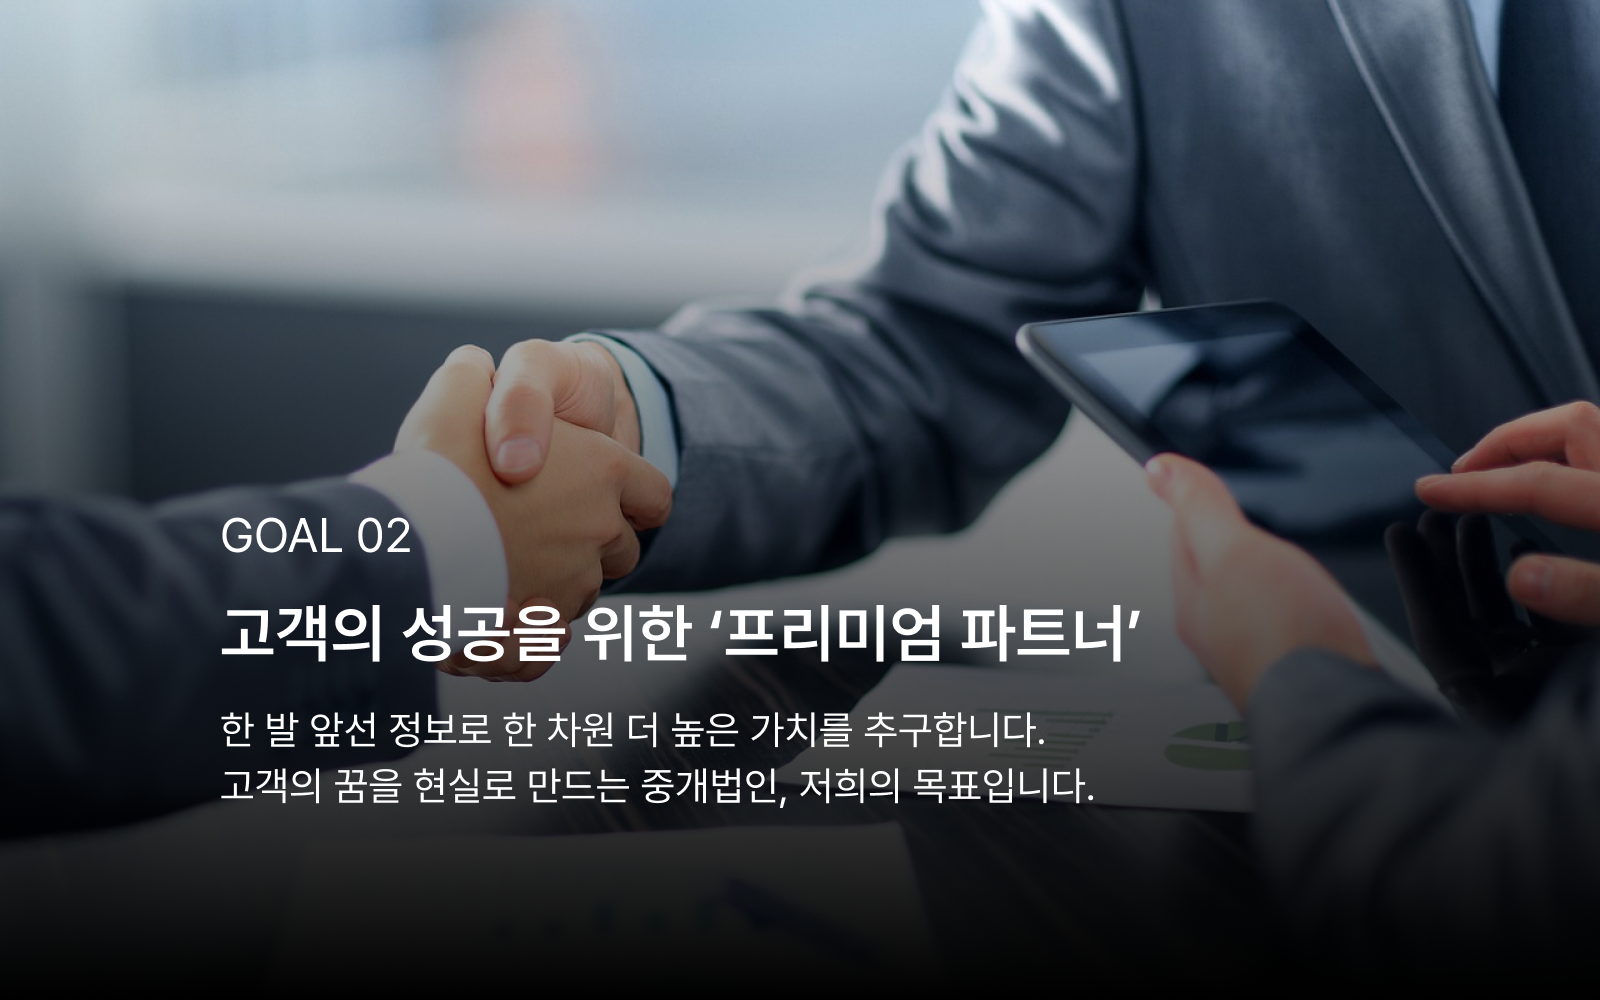 GOAL 02
고객의 성공을 위한 ‘프리미엄 파트너’
한 발 앞선 정보로 한 차원 더 높은 가치를 추구합니다.
고객의 꿈을 현실로 만드는 중개법인, 저희의 목표입니다.